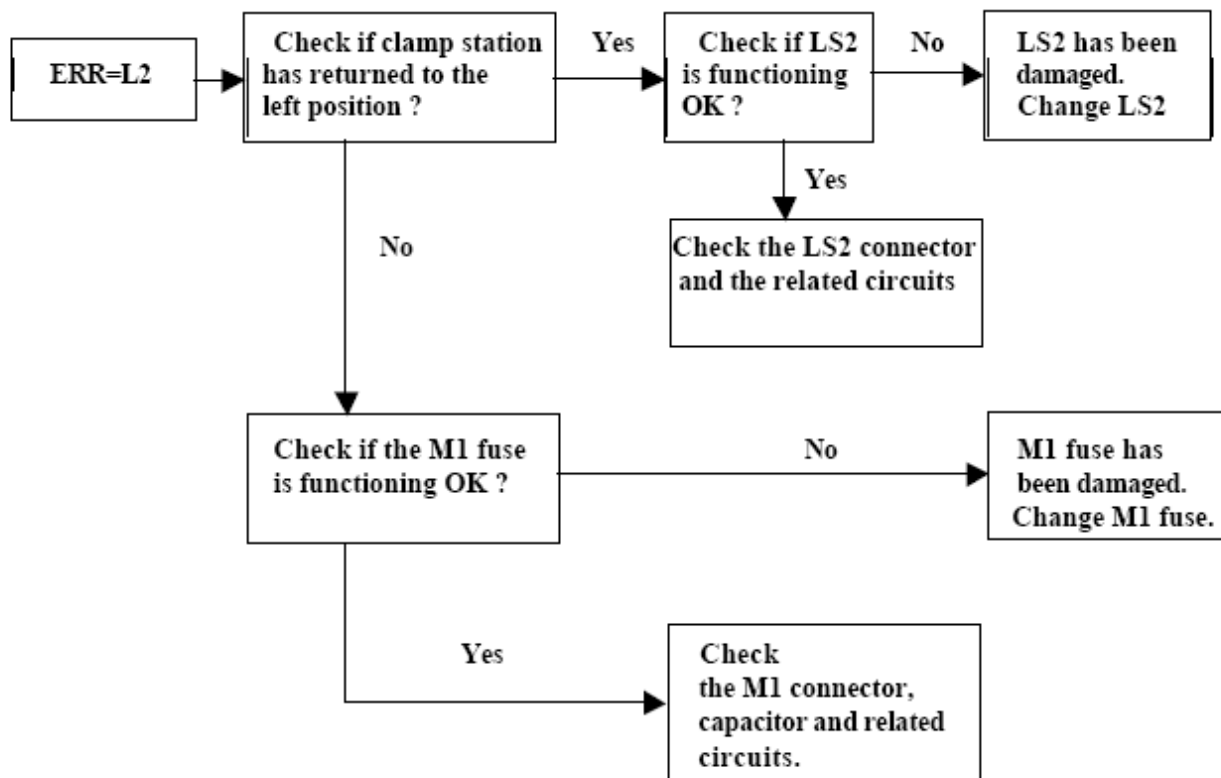 ERR=L2
Check if clamp station
has returned to the
left position ?
Yes
Check if LS2
is functioning
OK ?
No
LS2 has been
damaged.
Change LS2
Yes
Check the LS2 connector
and the related circuits
No
Check if the M1 fuse
is functioning OK ?
No
M1 fuse has
been damaged.
Change M1 fuse.
Yes
Check
the M1 connector,
capacitor and related
circuits.